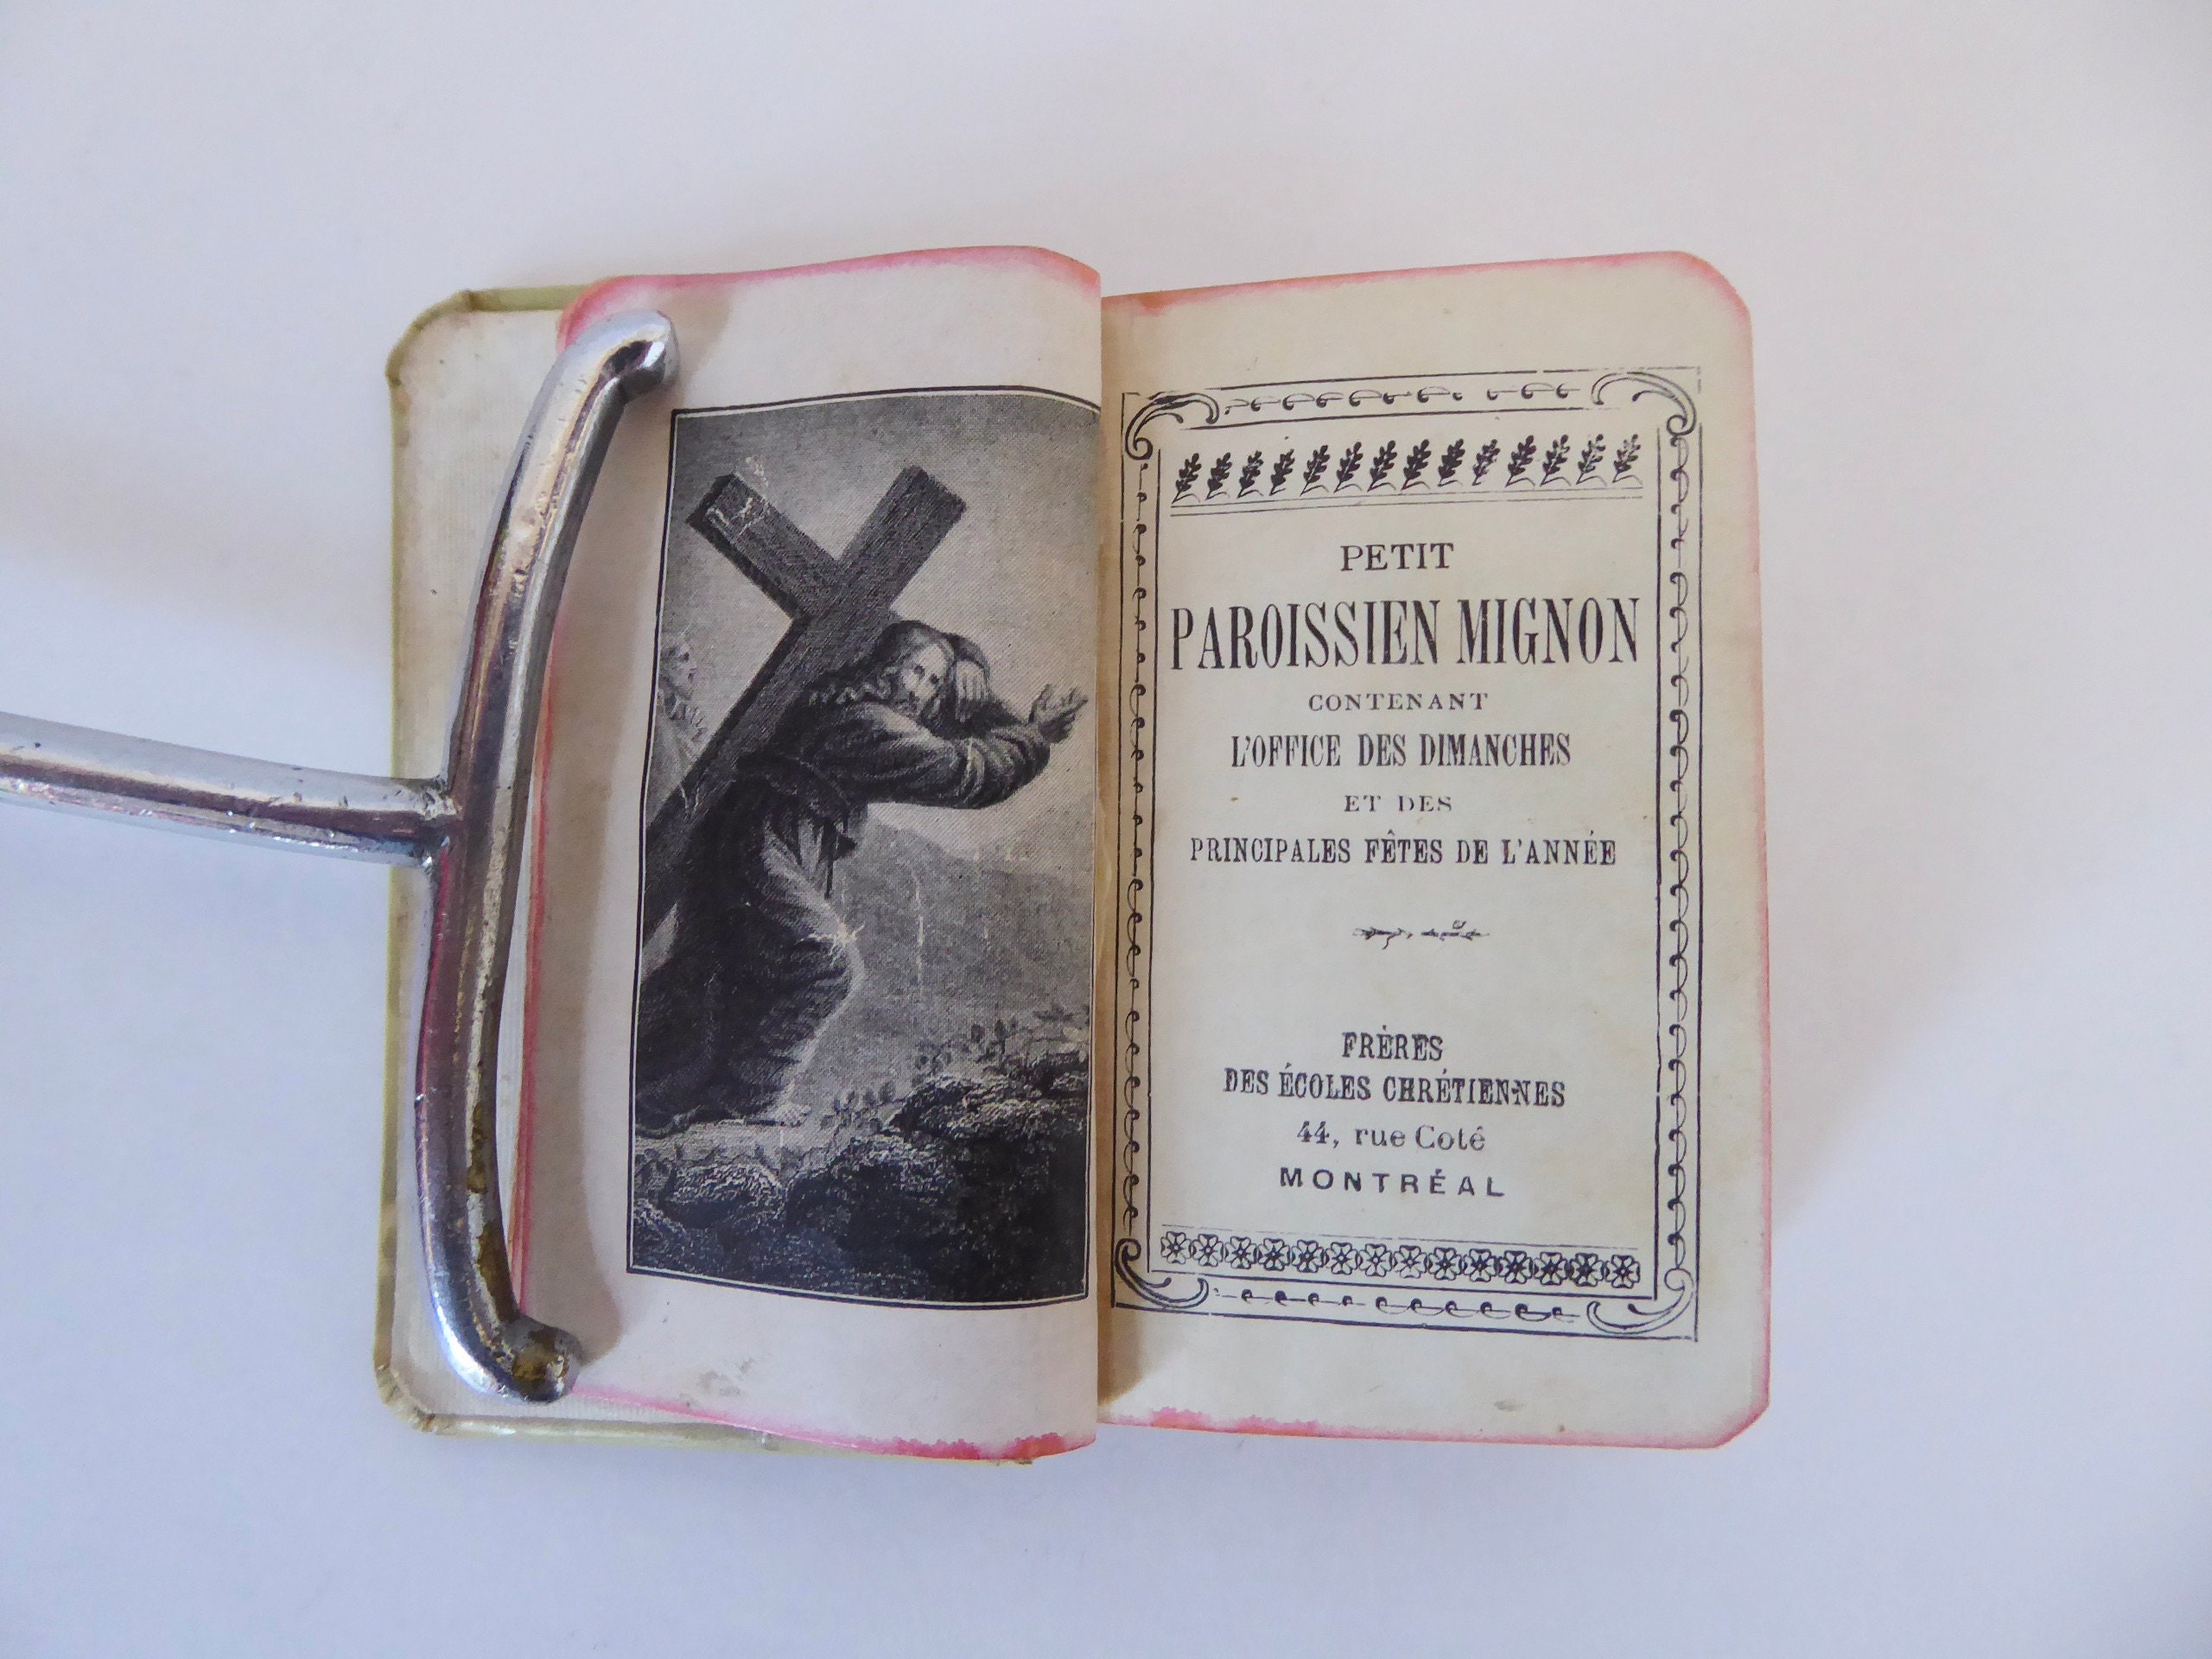 PETIT
PAROISSIEN MIGNON
CONTENANT
L'OFFICE DES DIMANCHES
ET DES
PRINCIPALES FÊTES DE L'ANNÉE
FRÈRES
DES ÉCOLES CHRÉTIENNES
44, rue Coté
MONTRÉAL